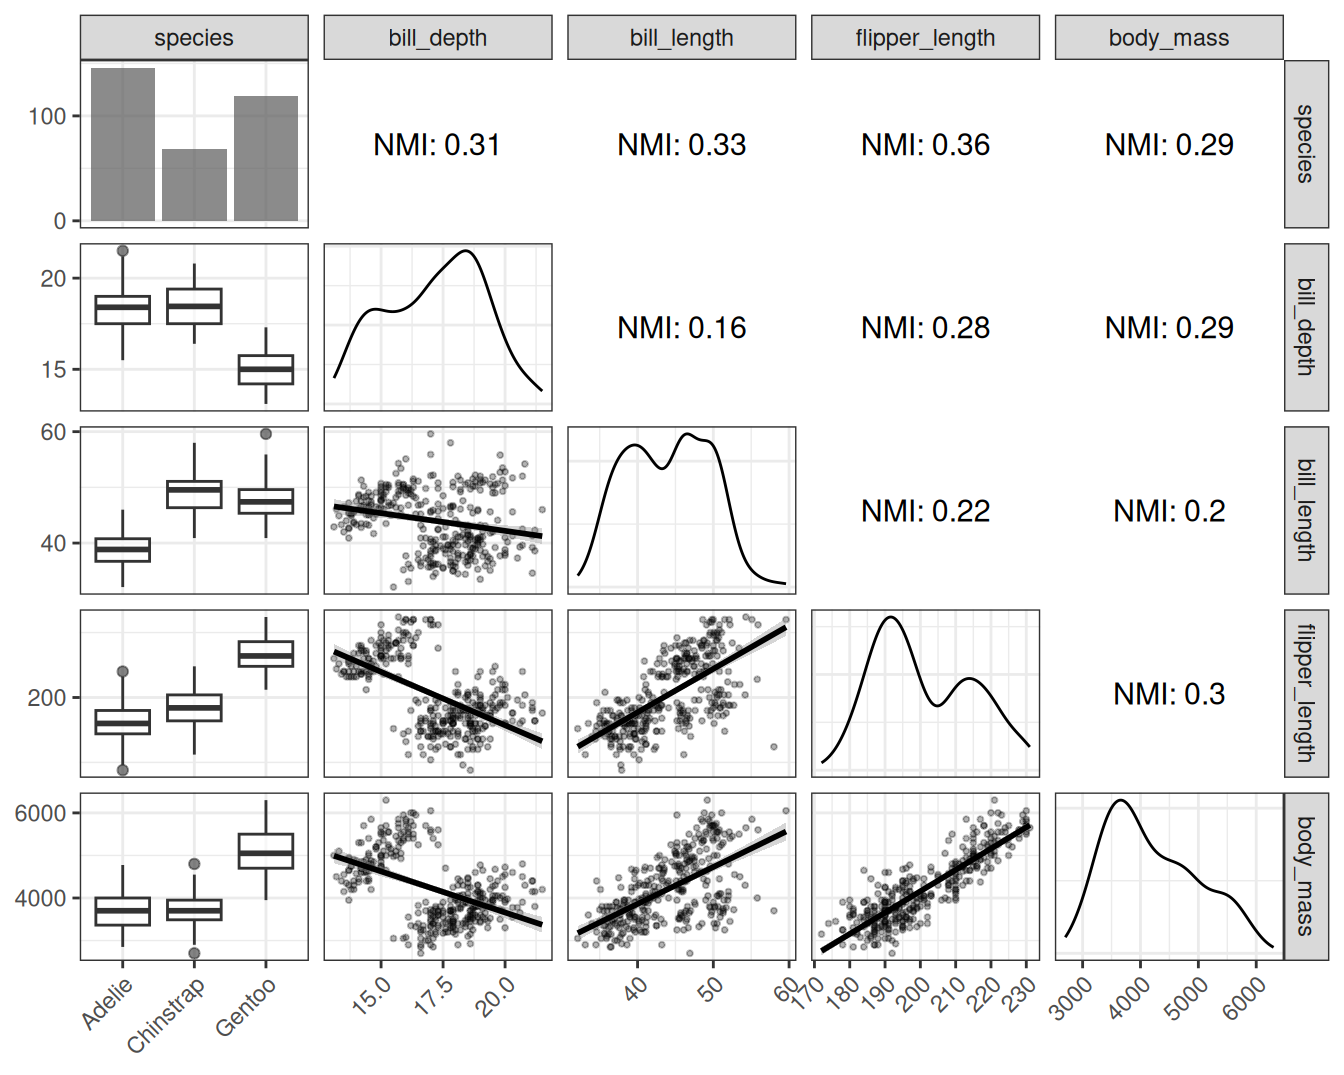 species bill_depth bill_length flipper_length body_mass
100
0
NMI: 0.31 NMI: 0.33 NMI: 0.36 NMI: 0.29
species
20
15
NMI: 0.16 NMI: 0.28 NMI: 0.29
bill_depth
60
40
NMI: 0.22 NMI: 0.2
bill_length
200
NMI: 0.3
flipper_length
6000
4000
body_mass
Adelie Chinstrap Gentoo 15.0 17.5 20.0 40 50 60 170 180 190 200 210 220 230 3000 4000 5000 6000